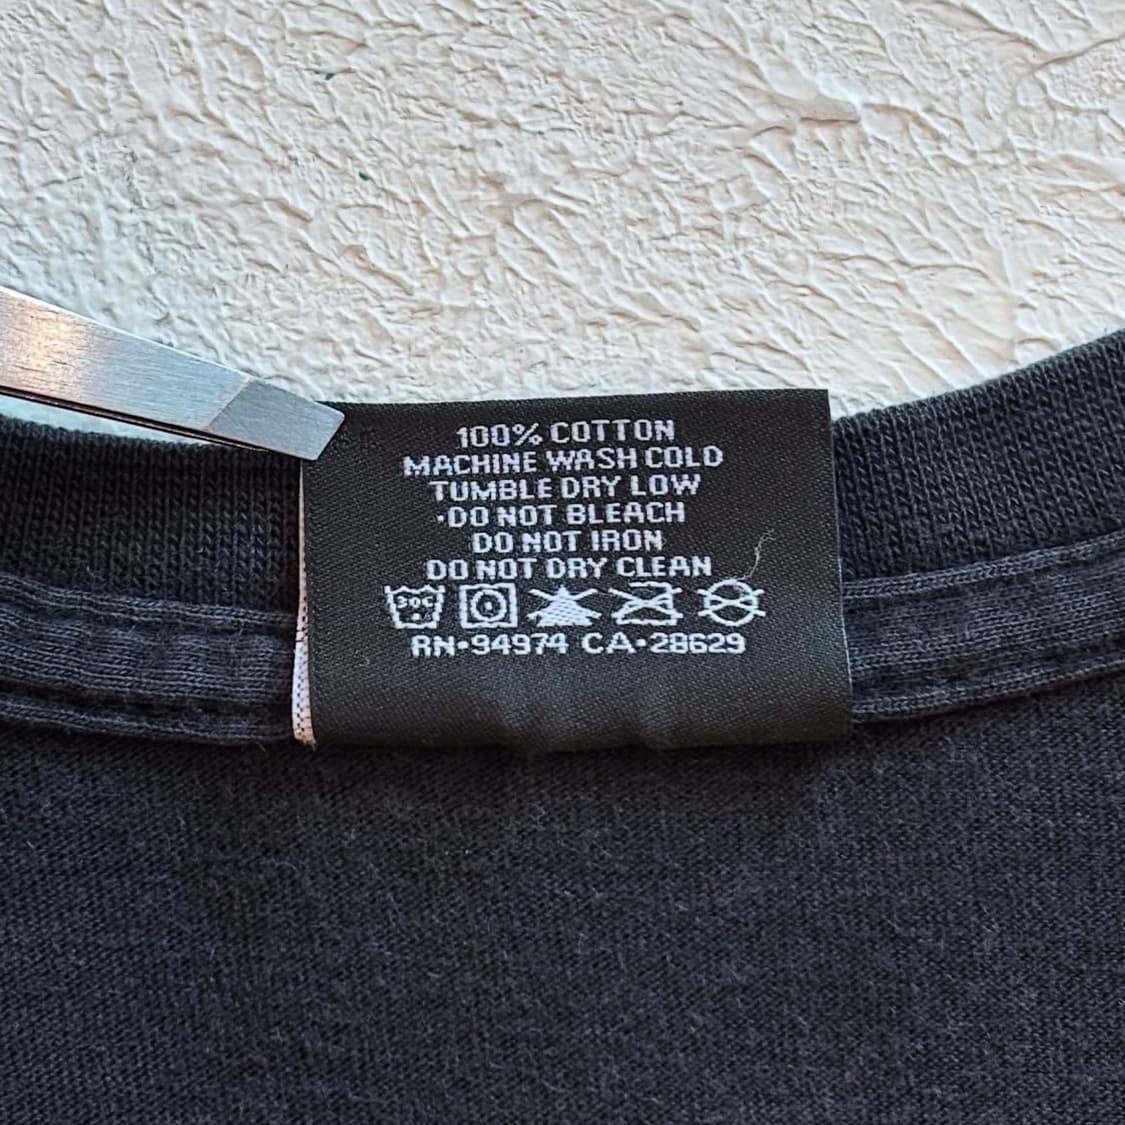 100% COTTON
MACHINE WASH COLD
TUMBLE DRY LOW
·DO NOT BLEACH
DO NOT IRON
DO NOT DRY CLEAN
30C
RN·94974 CA·28629